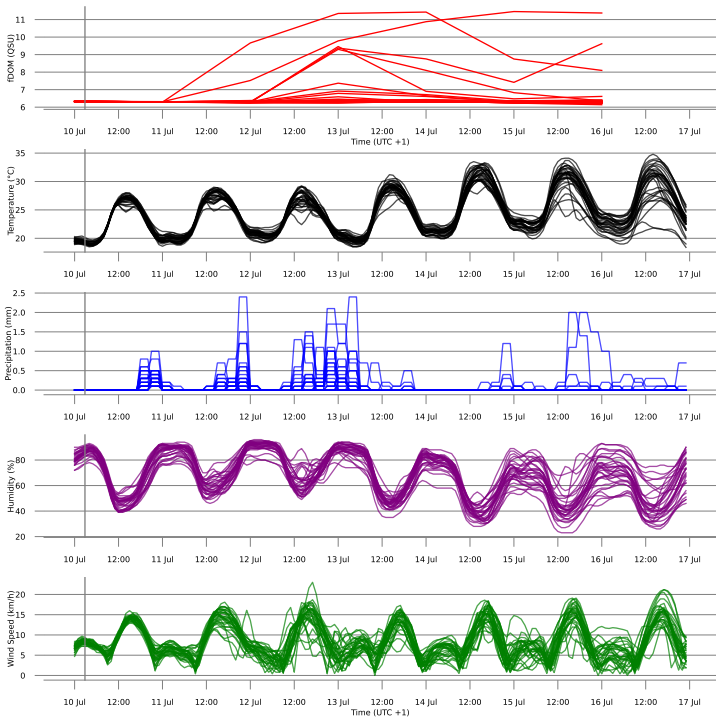 11
10
9
8
7
6
fDOM (QSU)
10 Jul 12:00 11 Jul 12:00 12 Jul 12:00 13 Jul 12:00 14 Jul 12:00 15 Jul 12:00 16 Jul 12:00 17 Jul
Time (UTC +1)
35
30
25
20
Temperature (°C)
10 Jul 12:00 11 Jul 12:00 12 Jul 12:00 13 Jul 12:00 14 Jul 12:00 15 Jul 12:00 16 Jul 12:00 17 Jul
2.5
2.0
1.5
1.0
0.5
0.0
Precipitation (mm)
10 Jul 12:00 11 Jul 12:00 12 Jul 12:00 13 Jul 12:00 14 Jul 12:00 15 Jul 12:00 16 Jul 12:00 17 Jul
80
60
40
20
Humidity (%)
10 Jul 12:00 11 Jul 12:00 12 Jul 12:00 13 Jul 12:00 14 Jul 12:00 15 Jul 12:00 16 Jul 12:00 17 Jul
20
15
10
5
0
Wind Speed (km/h)
10 Jul 12:00 11 Jul 12:00 12 Jul 12:00 13 Jul 12:00 14 Jul 12:00 15 Jul 12:00 16 Jul 12:00 17 Jul
Time (UTC +1)